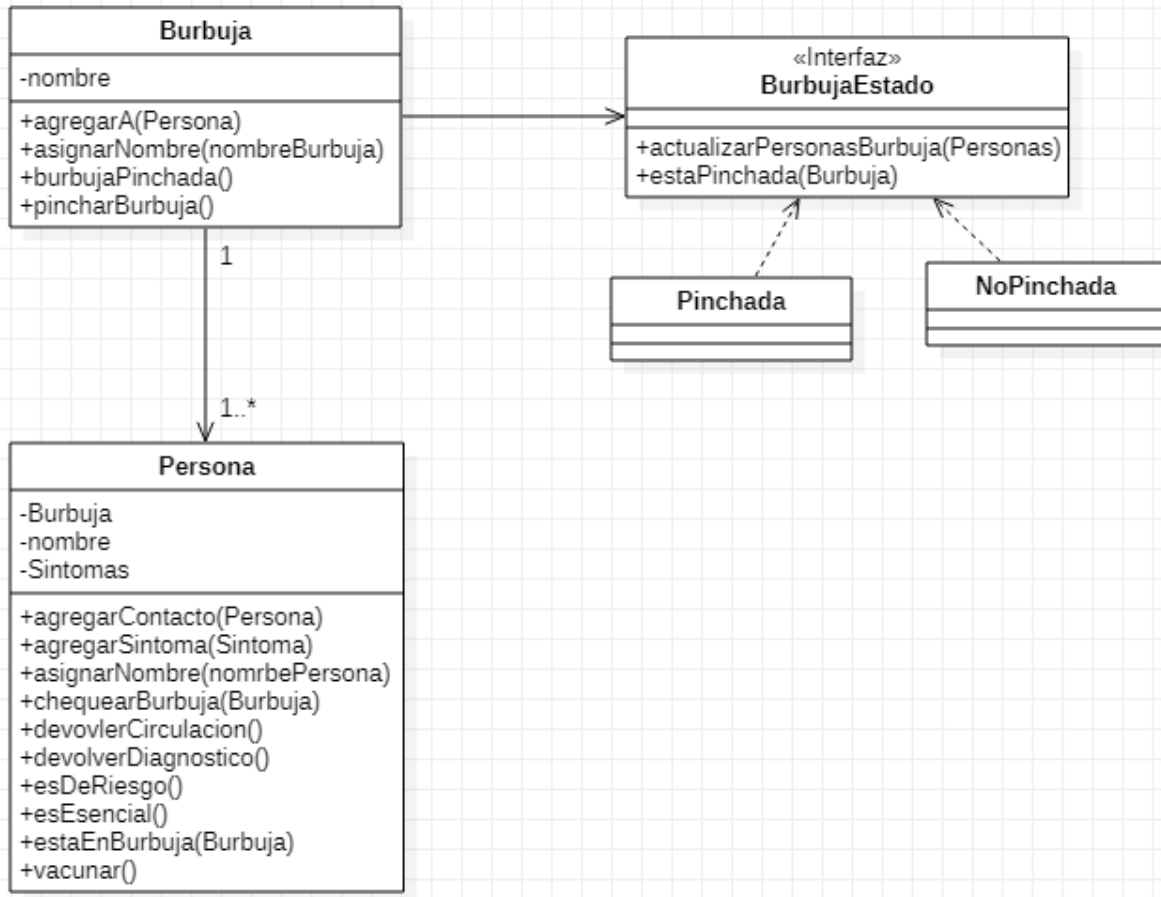 Burbuja
-nombre
+agregarA(Persona)
+asignarNombre(nombreBurbuja)
+burbujaPinchada()
+pincharBurbuja()
«Interfaz»
BurbujaEstado
+actualizarPersonasBurbuja(Personas)
+estaPinchada(Burbuja)
Pinchada
NoPinchada
1
1..*
Persona
-Burbuja
-nombre
-Sintomas
+agregarContacto(Persona)
+agregarSintoma(Sintoma)
+asignarNombre(nomrbePersona)
+chequearBurbuja(Burbuja)
+devovlerCirculacion()
+devolverDiagnostico()
+esDeRiesgo()
+esEsencial()
+estaEnBurbuja(Burbuja)
+vacunar()